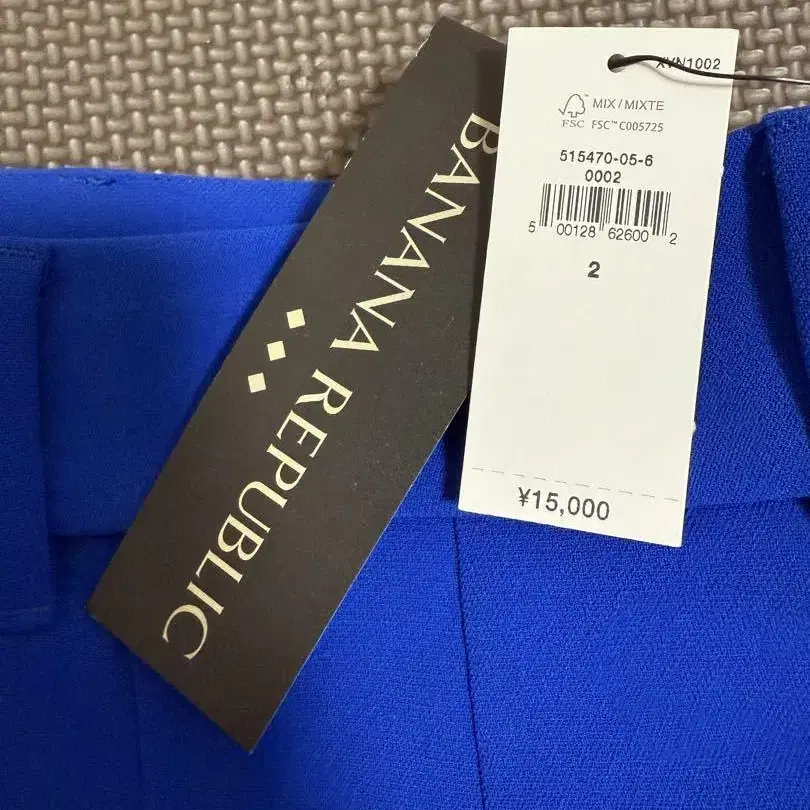 BANANA REPUBLIC
XVN1002
MIX / MIXTE
FSC FSC™ C005725
515470-05-6
0002
5 00128 62600 2
2
¥15,000